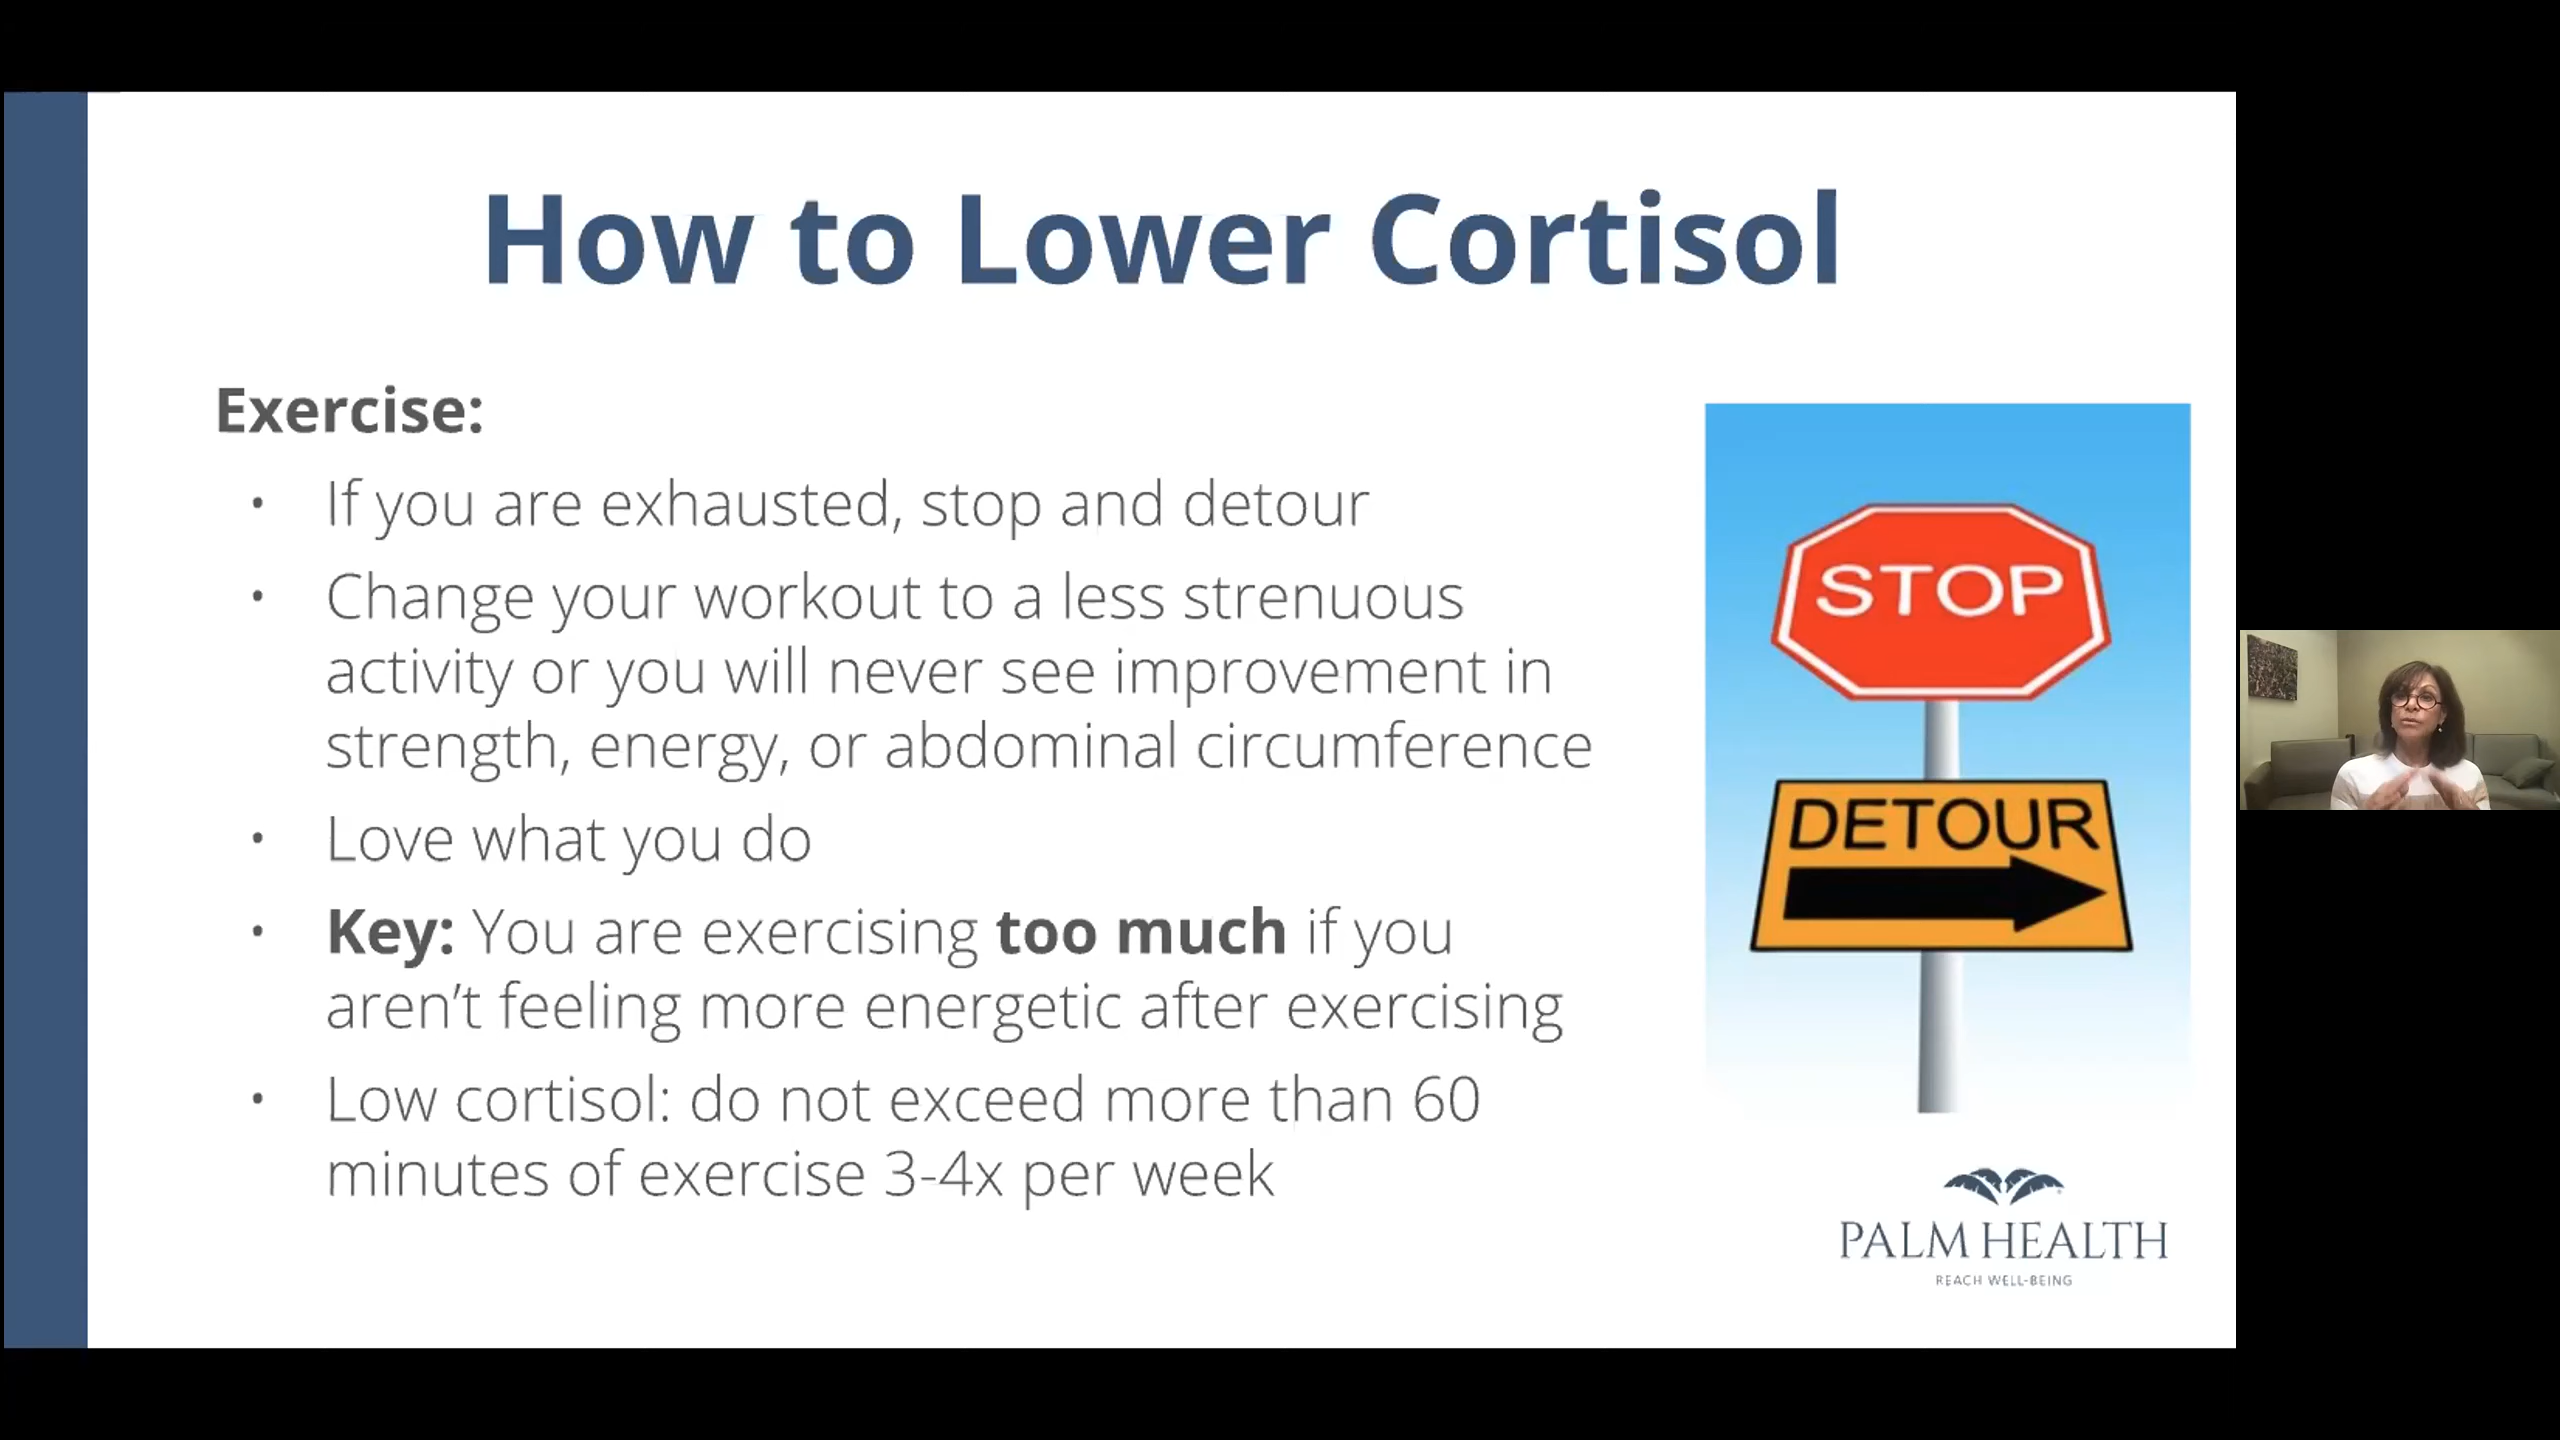 How to Lower Cortisol
Exercise:
• If you are exhausted, stop and detour
• Change your workout to a less strenuous
activity or you will never see improvement in
strength, energy, or abdominal circumference
• Love what you do
• Key: You are exercising too much if you
aren’t feeling more energetic after exercising
• Low cortisol: do not exceed more than 60
minutes of exercise 3-4x per week
STOP
DETOUR
PALM HEALTH
REACH WELL-BEING